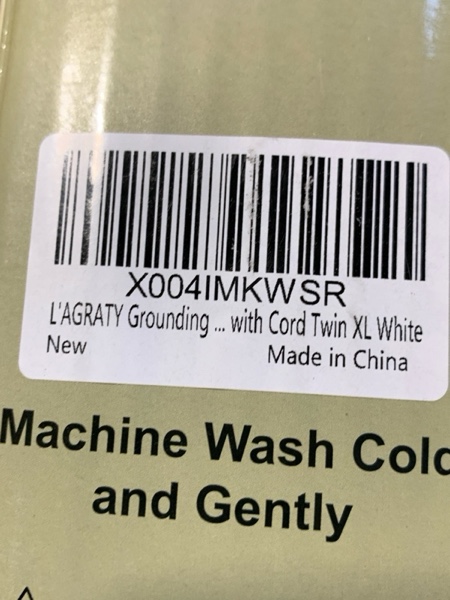 X004IMKWSR
L'AGRATY Grounding ... with Cord Twin XL White
New Made in China
Machine Wash Cold
and Gently